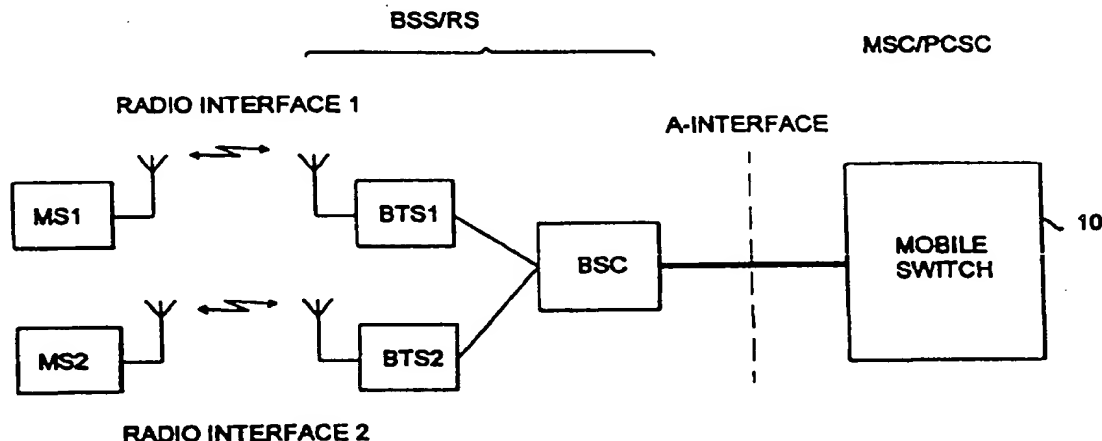 BSS/RS
MSC/PCSC
RADIO INTERFACE 1
A-INTERFACE
MS1
BTS1
BSC
MOBILE
SWITCH
10
MS2
BTS2
RADIO INTERFACE 2